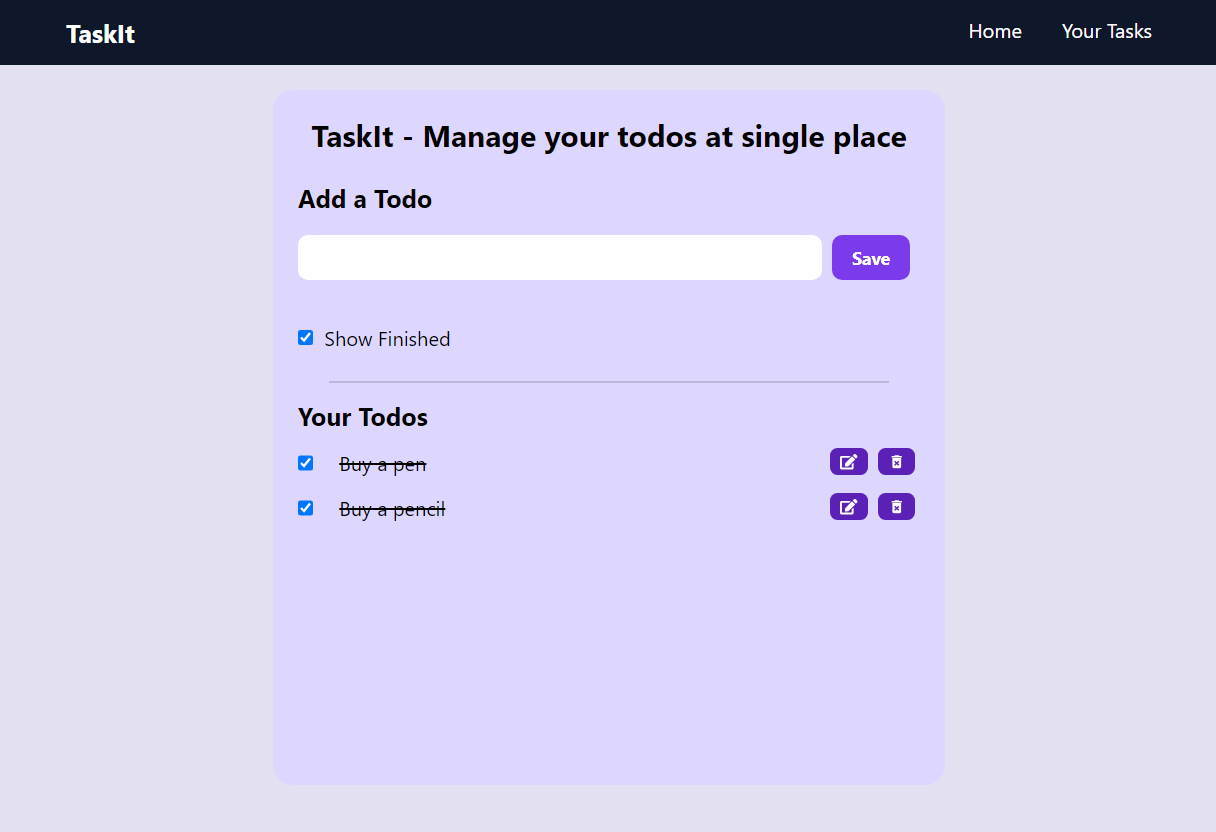 TaskIt
Home
Your Tasks
TaskIt - Manage your todos at single place
Add a Todo
Save
Show Finished
Your Todos
Buy a pen
Buy a pencil